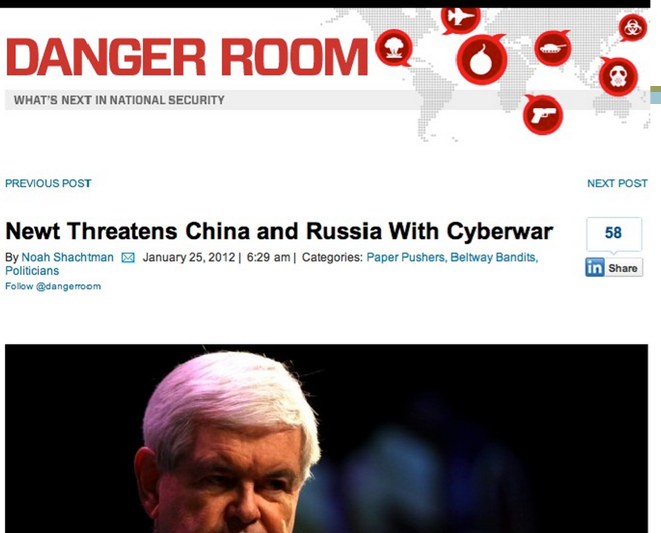 DANGER ROOM
WHAT'S NEXT IN NATIONAL SECURITY
PREVIOUS POST
NEXT POST
Newt Threatens China and Russia With Cyberwar
58
By Noah Shachtman January 25, 2012 | 6:29 am | Categories: Paper Pushers, Beltway Bandits,
Politicians
in Share
Follow @dangerroom